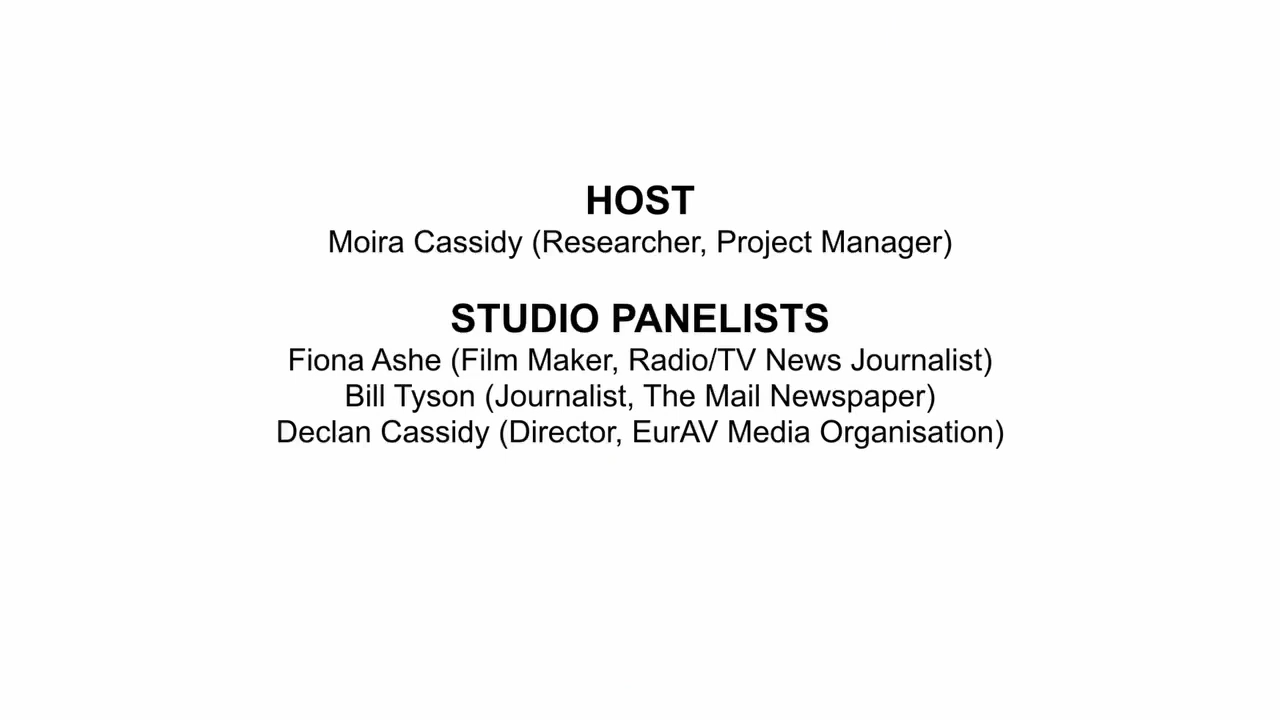 HOST
Moira Cassidy (Researcher, Project Manager)
STUDIO PANELISTS
Fiona Ashe (Film Maker, Radio/TV News Journalist)
Bill Tyson (Journalist, The Mail Newspaper)
Declan Cassidy (Director, EurAV Media Organisation)